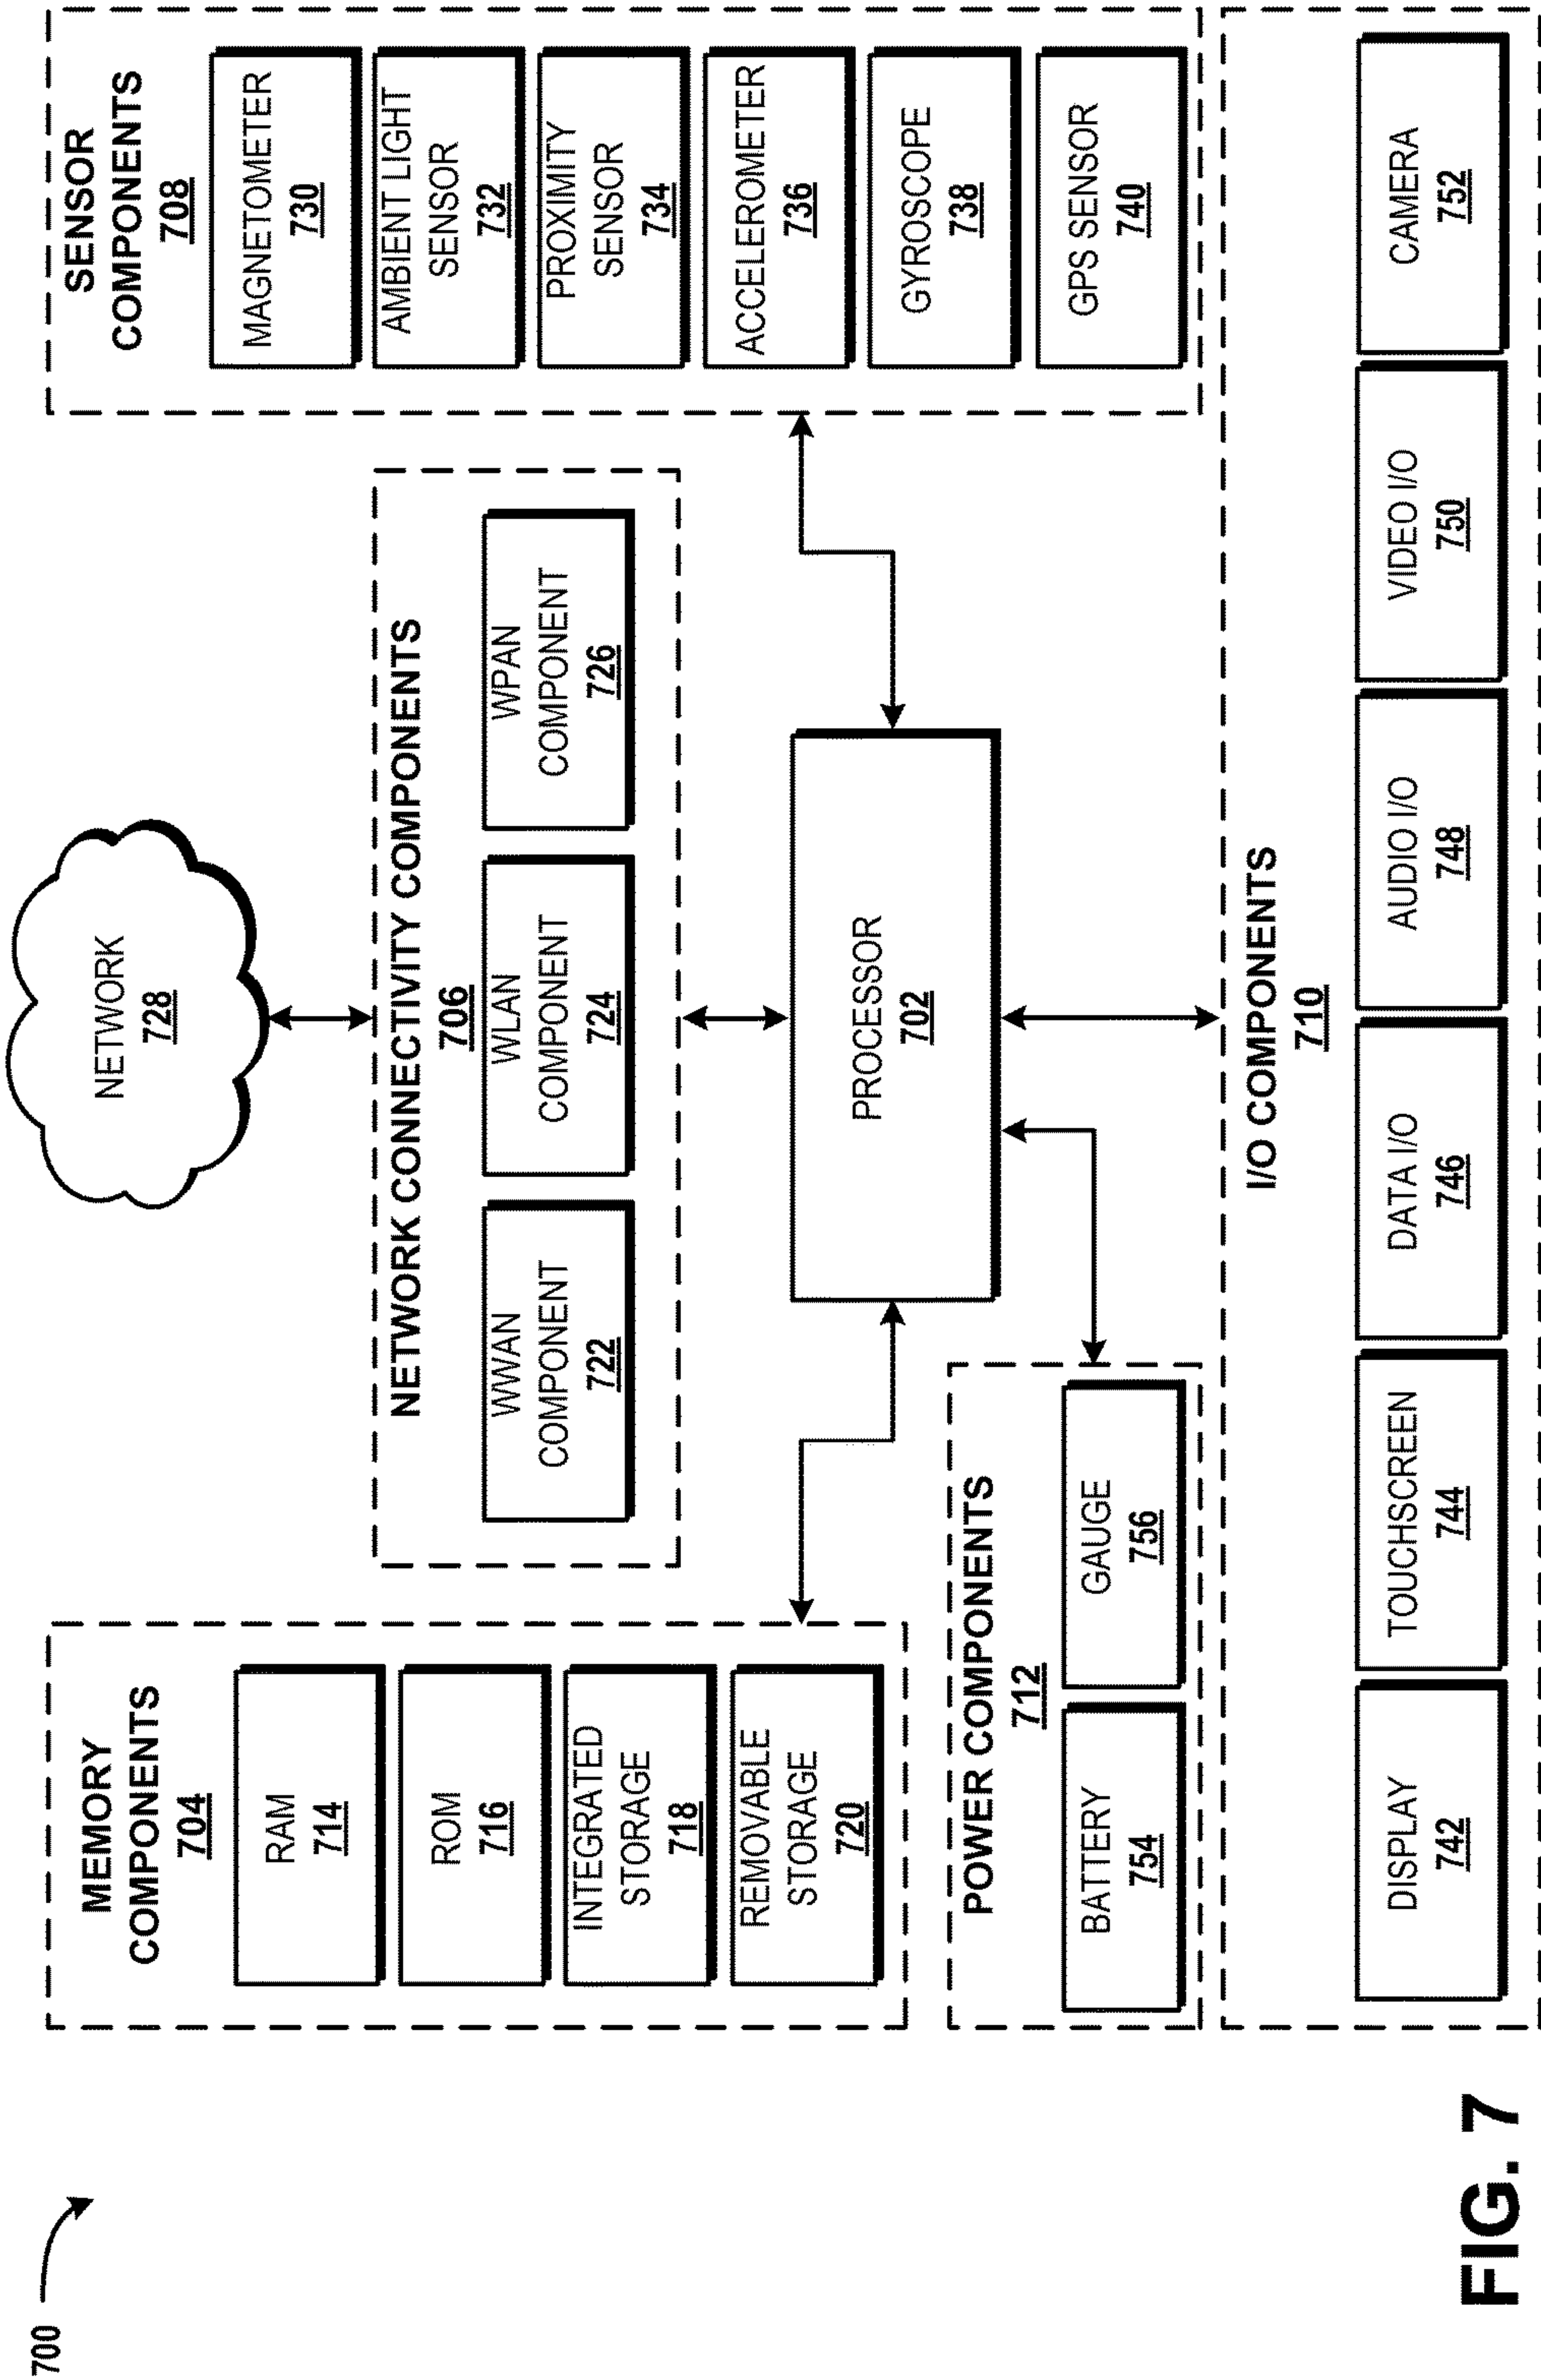 700
NETWORK
728
MEMORY
COMPONENTS
704
RAM
714
ROM
716
INTEGRATED
STORAGE
718
REMOVABLE
STORAGE
720
NETWORK CONNECTIVITY COMPONENTS
706
WWAN
COMPONENT
722
WLAN
COMPONENT
724
WPAN
COMPONENT
726
SENSOR
COMPONENTS
708
MAGNETOMETER
730
AMBIENT LIGHT
SENSOR
732
PROXIMITY
SENSOR
734
ACCELEROMETER
736
GYROSCOPE
738
GPS SENSOR
740
PROCESSOR
702
POWER COMPONENTS
712
BATTERY
754
GAUGE
756
I/O COMPONENTS
710
DISPLAY
742
TOUCHSCREEN
744
DATA I/O
746
AUDIO I/O
748
VIDEO I/O
750
CAMERA
752
FIG. 7